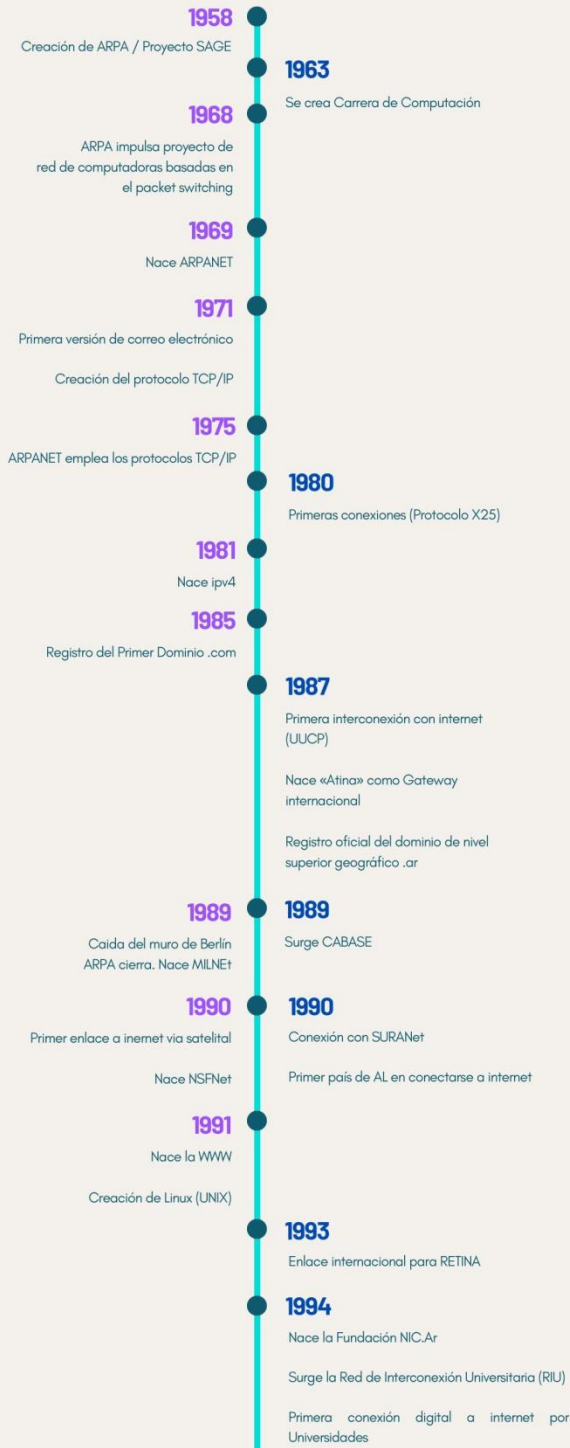 1958
Creación de ARPA / Proyecto SAGE
1963
Se crea Carrera de Computación
1968
ARPA impulsa proyecto de
red de computadoras basadas en
el packet switching
1969
Nace ARPANET
1971
Primera versión de correo electrónico
Creación del protocolo TCP/IP
1975
ARPANET emplea los protocolos TCP/IP
1980
Primeras conexiones (Protocolo X25)
1981
Nace ipv4
1985
Registro del Primer Dominio .com
1987
Primera interconexión con internet
(UUCP)
Nace «Atina» como Gateway
internacional
Registro oficial del dominio de nivel
superior geográfico .ar
1989
Caida del muro de Berlín
ARPA cierra. Nace MILNEt
1989
Surge CABASE
1990
Primer enlace a inernet via satelital
Nace NSFNet
1990
Conexión con SURANet
Primer país de AL en conectarse a internet
1991
Nace la WWW
Creación de Linux (UNIX)
1993
Enlace internacional para RETINA
1994
Nace la Fundación NIC.Ar
Surge la Red de Interconexión Universitaria (RIU)
Primera conexión digital a internet por
Universidades